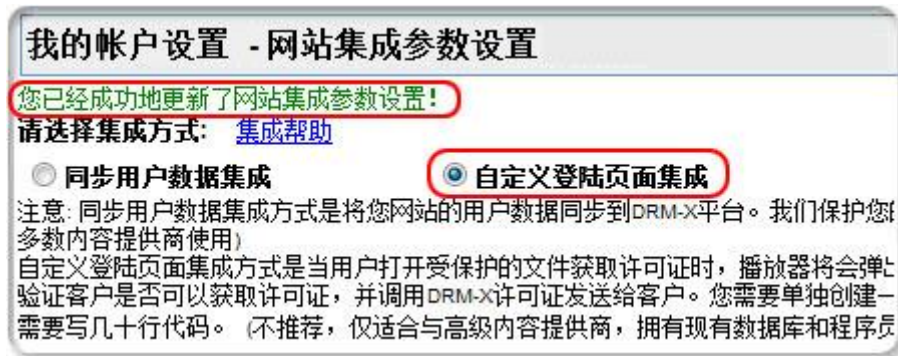 我的帐户设置 - 网站集成参数设置
您已经成功地更新了网站集成参数设置!
请选择集成方式: 集成帮助
同步用户数据集成 自定义登陆页面集成
注意: 同步用户数据集成方式是将您网站的用户数据同步到DRM-X平台。我们保护您
多数内容提供商使用)
自定义登陆页面集成方式是当用户打开受保护的文件获取许可证时，播放器将会弹
验证客户是否可以获取许可证，并调用DRM-X许可证发送给客户。您需要单独创建一
需要写几十行代码。 (不推荐，仅适合与高级内容提供商，拥有现有数据库和程序员